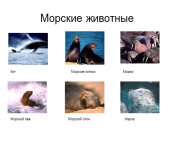 Морские животные
Кит
Морские котики
Моржи
Морской лев
Морской слон
Нерпа